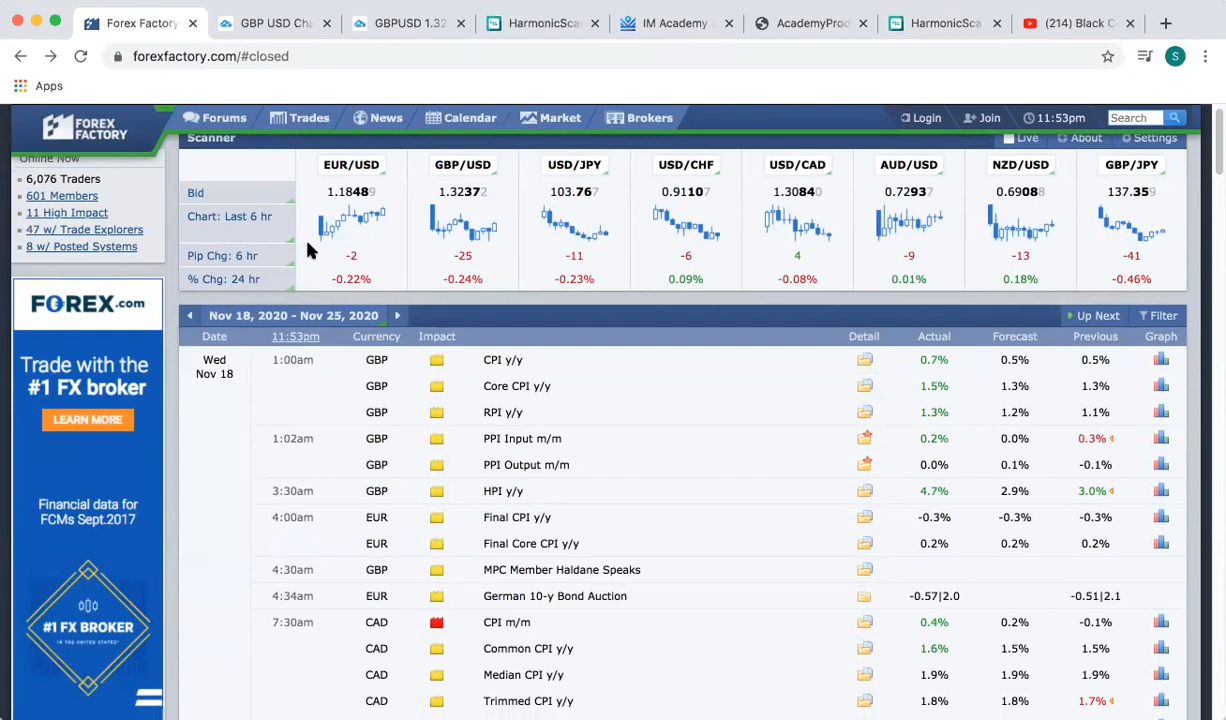 Forex Factory
GBP USD Cha
GBPUSD 1.32
HarmonicSca
IM Academy
AcademyProd
HarmonicSca
(214) Black C
forexfactory.com/#closed
S
Apps
FOREX
FACTORY
Forums
Trades
News
Calendar
Market
Brokers
Login
Join
11:53pm
Search
Scanner
Live
About
Settings
Online Now
6,076 Traders
601 Members
11 High Impact
47 w/ Trade Explorers
8 w/ Posted Systems
EUR/USD GBP/USD USD/JPY USD/CHF USD/CAD AUD/USD NZD/USD GBP/JPY
Bid 1.18489 1.32372 103.767 0.91107 1.30840 0.72937 0.69088 137.359
Chart: Last 6 hr
Pip Chg: 6 hr -2 -25 -11 -6 4 -9 -13 -41
% Chg: 24 hr -0.22% -0.24% -0.23% 0.09% -0.08% 0.01% 0.18% -0.46%
FOREX.com
Trade with the
#1 FX broker
LEARN MORE
Financial data for
FCMs Sept.2017
#1 FX BROKER
IN THE UNITED STATES*
Nov 18, 2020 - Nov 25, 2020 Up Next Filter
Date 11:53pm Currency Impact Detail Actual Forecast Previous Graph
Wed
Nov 18
1:00am GBP CPI y/y 0.7% 0.5% 0.5%
GBP Core CPI y/y 1.5% 1.3% 1.3%
GBP RPI y/y 1.3% 1.2% 1.1%
1:02am GBP PPI Input m/m 0.2% 0.0% 0.3%
GBP PPI Output m/m 0.0% 0.1% -0.1%
3:30am GBP HPI y/y 4.7% 2.9% 3.0%
4:00am EUR Final CPI y/y -0.3% -0.3% -0.3%
EUR Final Core CPI y/y 0.2% 0.2% 0.2%
4:30am GBP MPC Member Haldane Speaks
4:34am EUR German 10-y Bond Auction -0.57|2.0 -0.51|2.1
7:30am CAD CPI m/m 0.4% 0.2% -0.1%
CAD Common CPI y/y 1.6% 1.5% 1.5%
CAD Median CPI y/y 1.9% 1.9% 1.9%
CAD Trimmed CPI y/y 1.8% 1.8% 1.7%